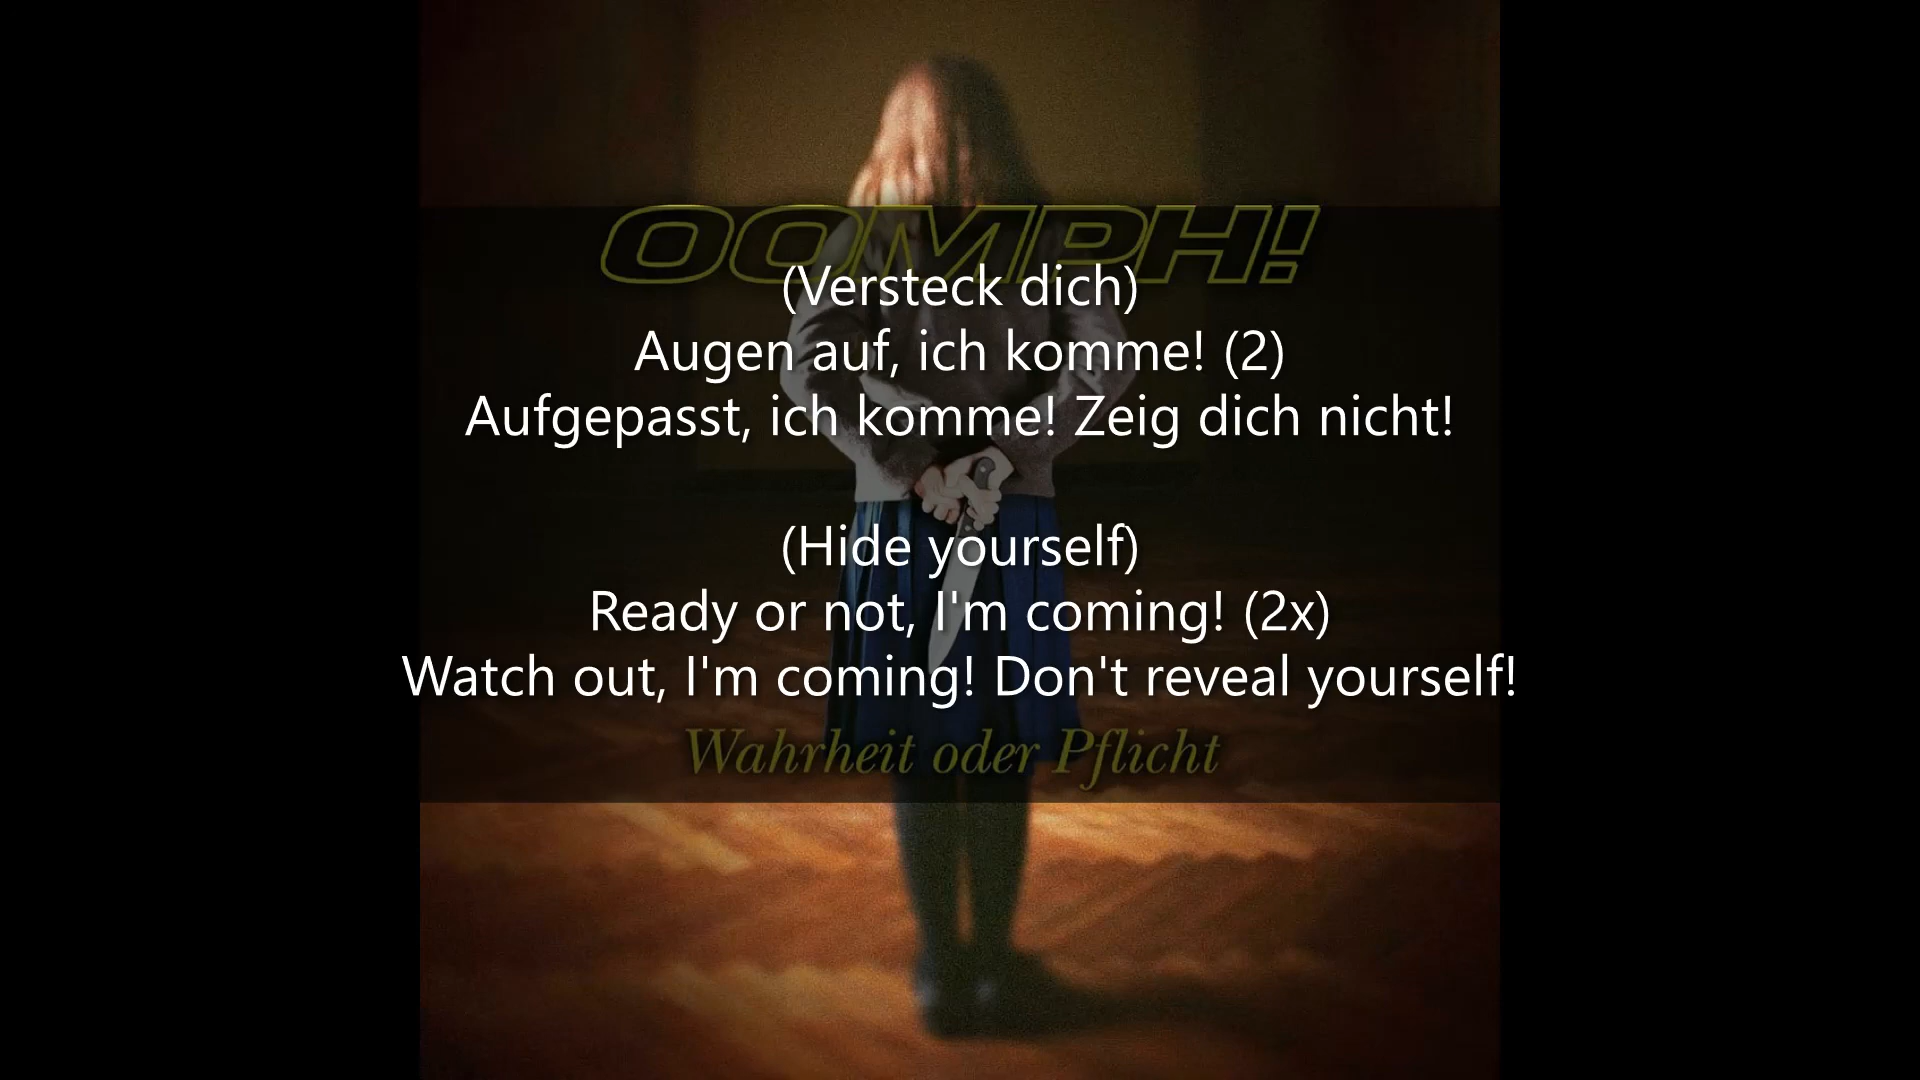 OOMPH!
(Versteck dich)
Augen auf, ich komme! (2)
Aufgepasst, ich komme! Zeig dich nicht!
(Hide yourself)
Ready or not, I'm coming! (2x)
Watch out, I'm coming! Don't reveal yourself!
Wahrheit oder Pflicht